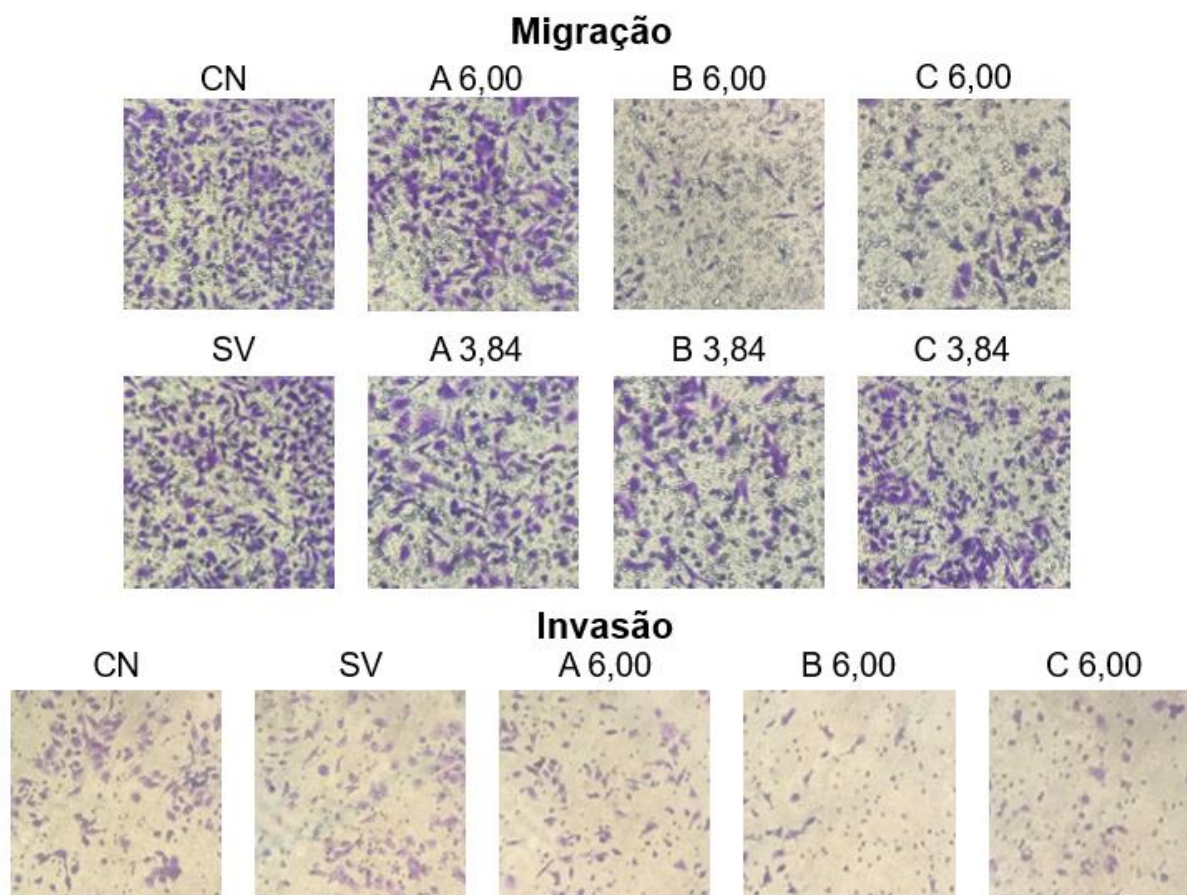 Migração
CN A 6,00 B 6,00 C 6,00
SV A 3,84 B 3,84 C 3,84
Invasão
CN SV A 6,00 B 6,00 C 6,00